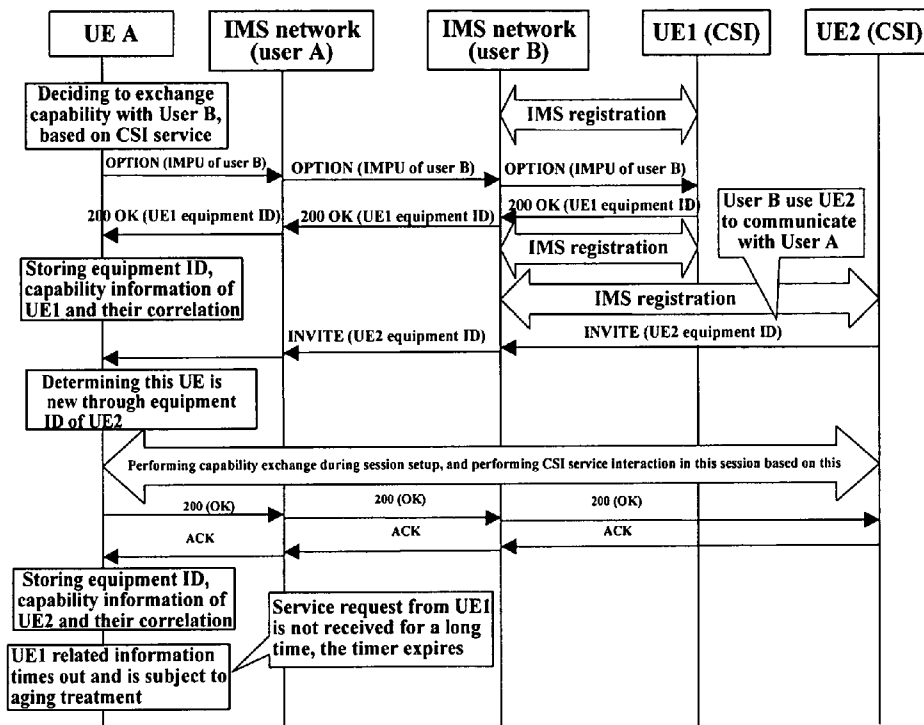 UE A
IMS network
(user A)
IMS network
(user B)
UE1 (CSI)
UE2 (CSI)
Deciding to exchange
capability with User B,
based on CSI service
IMS registration
OPTION (IMPU of user B)
OPTION (IMPU of user B)
OPTION (IMPU of user B)
200 OK (UE1 equipment ID)
200 OK (UE1 equipment ID)
200 OK (UE1 equipment ID)
User B use UE2
to communicate
with User A
IMS registration
Storing equipment ID,
capability information of
UE1 and their correlation
IMS registration
INVITE (UE2 equipment ID)
INVITE (UE2 equipment ID)
Determining this UE is
new through equipment
ID of UE2
Performing capability exchange during session setup, and performing CSI service Interaction in this session based on this
200 (OK)
200 (OK)
200 (OK)
ACK
ACK
ACK
Storing equipment ID,
capability information of
UE2 and their correlation
Service request from UE1
is not received for a long
time, the timer expires
UE1 related information
times out and is subject to
aging treatment